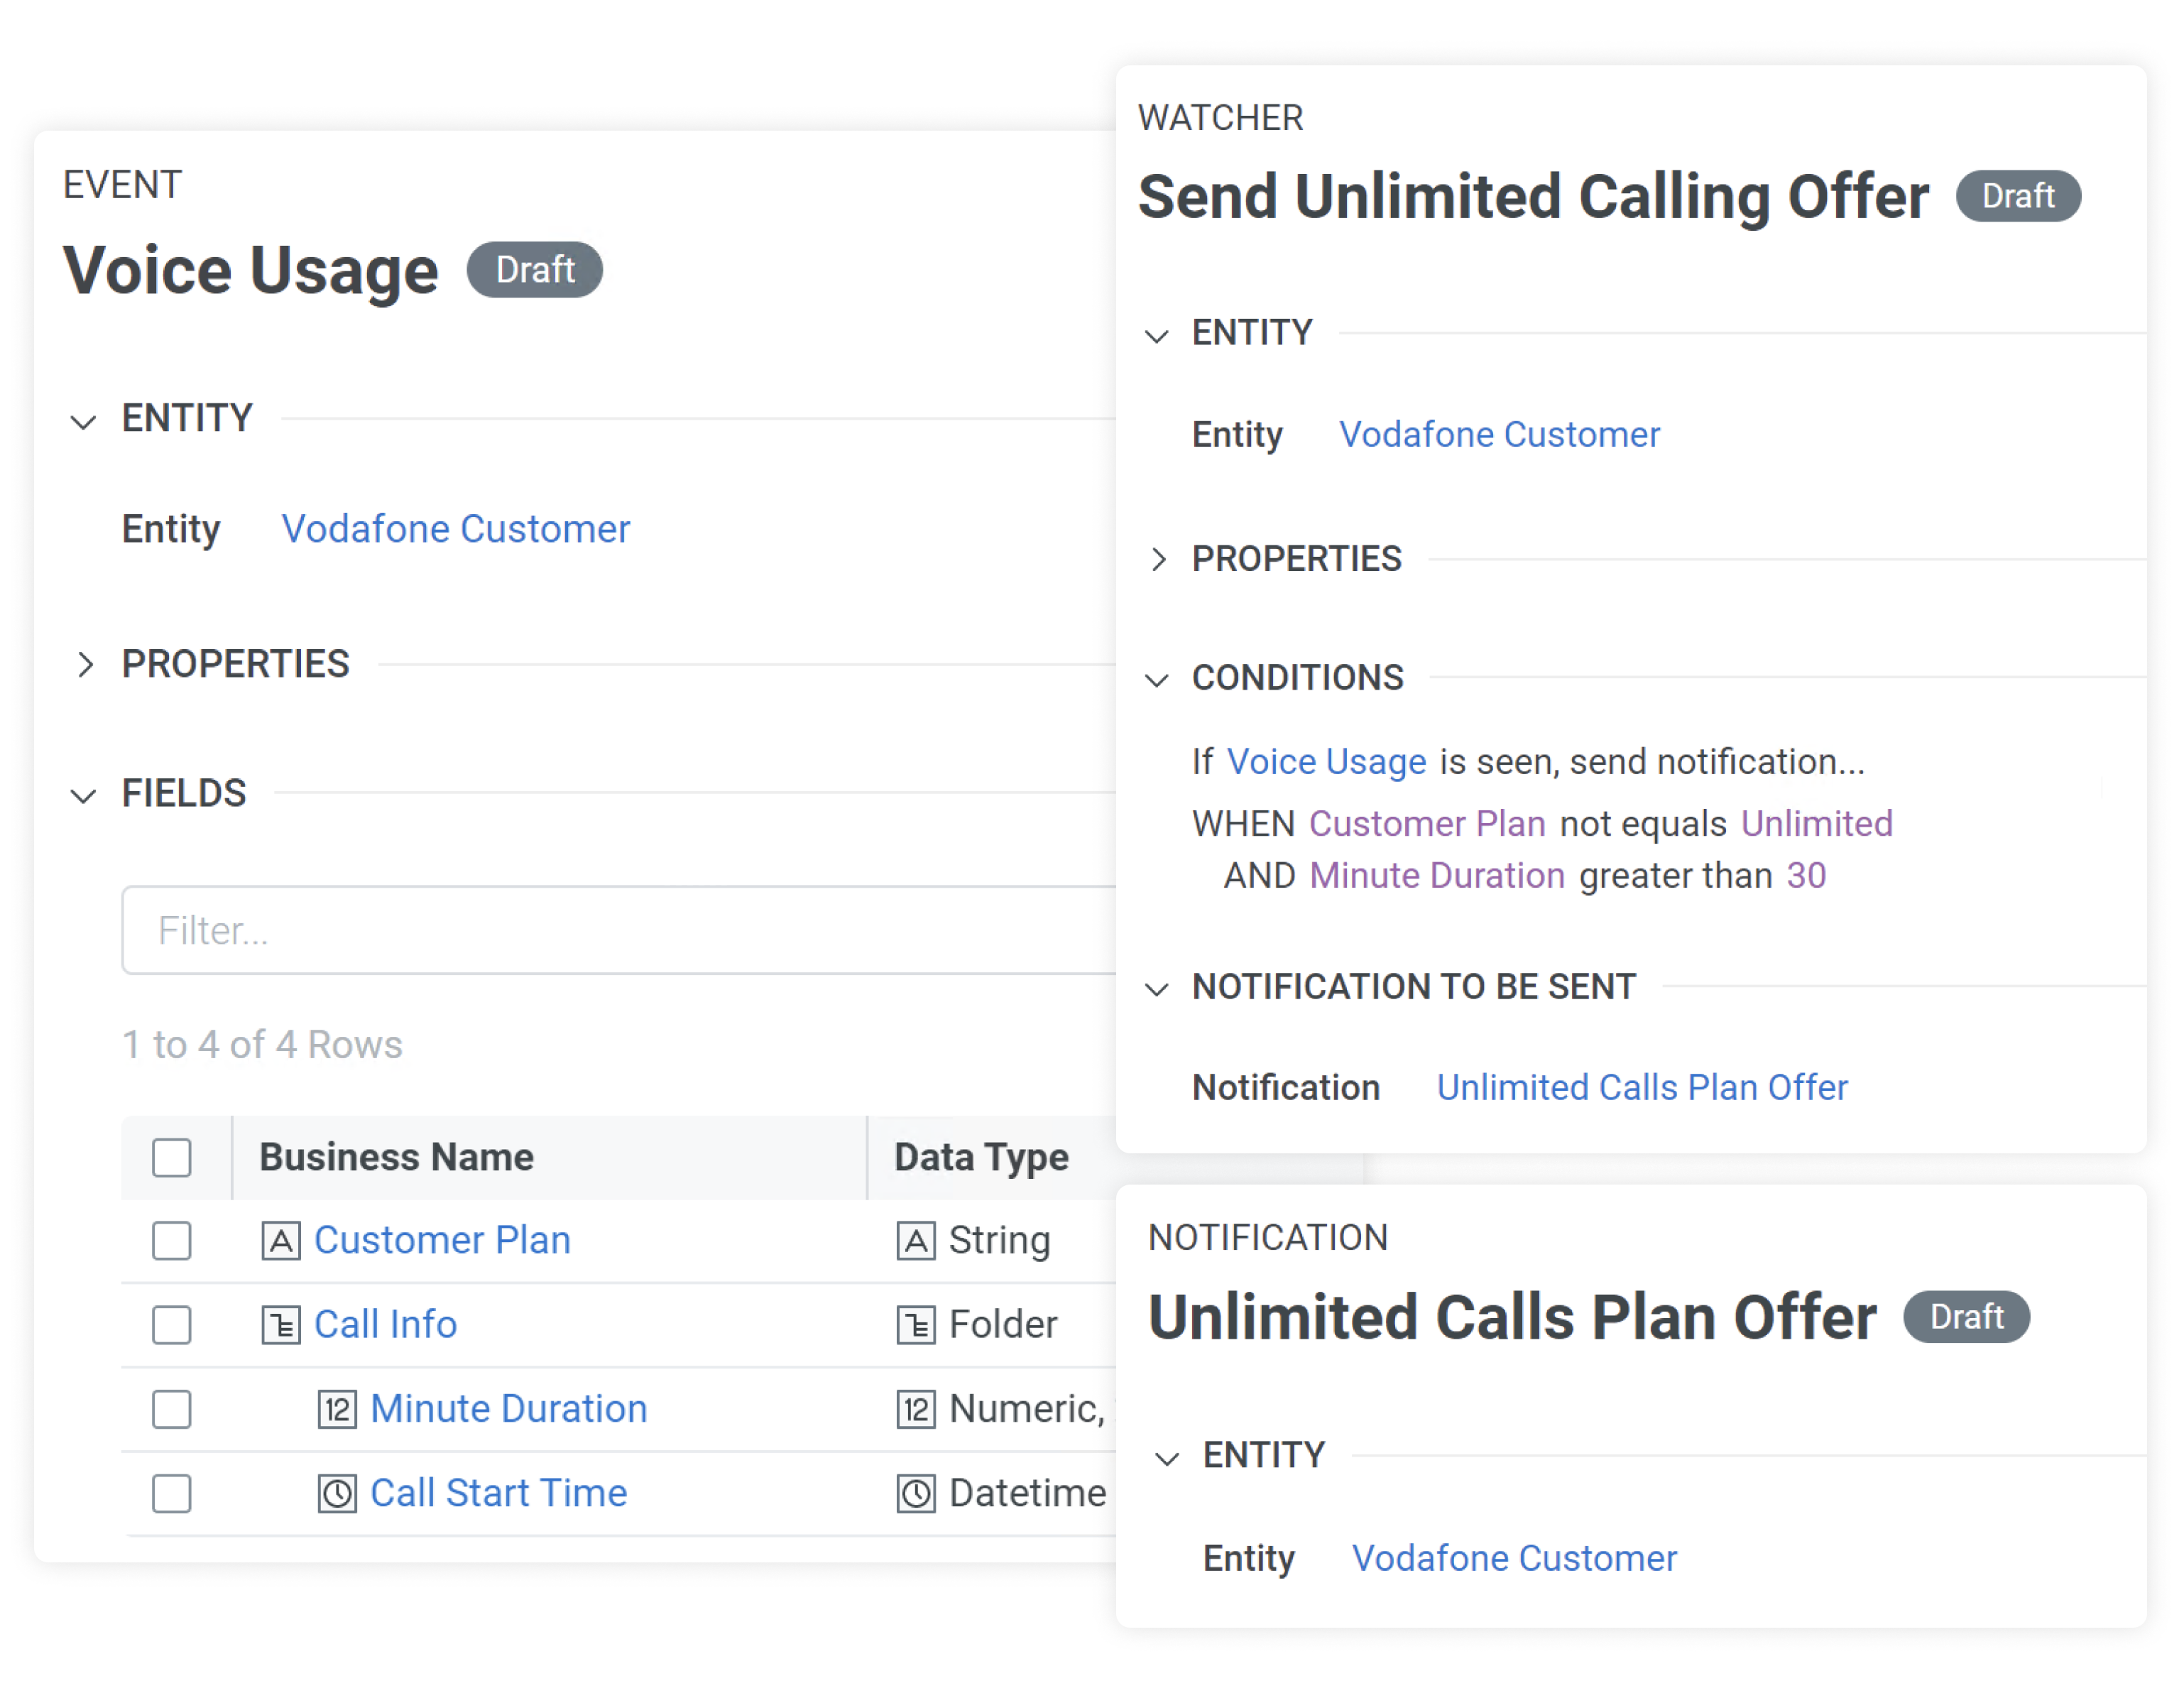 EVENT
Voice Usage Draft
ENTITY
Entity Vodafone Customer
PROPERTIES
FIELDS
Filter...
1 to 4 of 4 Rows
Business Name Data Type
Customer Plan String
Call Info Folder
Minute Duration Numeric,
Call Start Time Datetime
WATCHER
Send Unlimited Calling Offer Draft
ENTITY
Entity Vodafone Customer
PROPERTIES
CONDITIONS
If Voice Usage is seen, send notification...
WHEN Customer Plan not equals Unlimited
AND Minute Duration greater than 30
NOTIFICATION TO BE SENT
Notification Unlimited Calls Plan Offer
NOTIFICATION
Unlimited Calls Plan Offer Draft
ENTITY
Entity Vodafone Customer